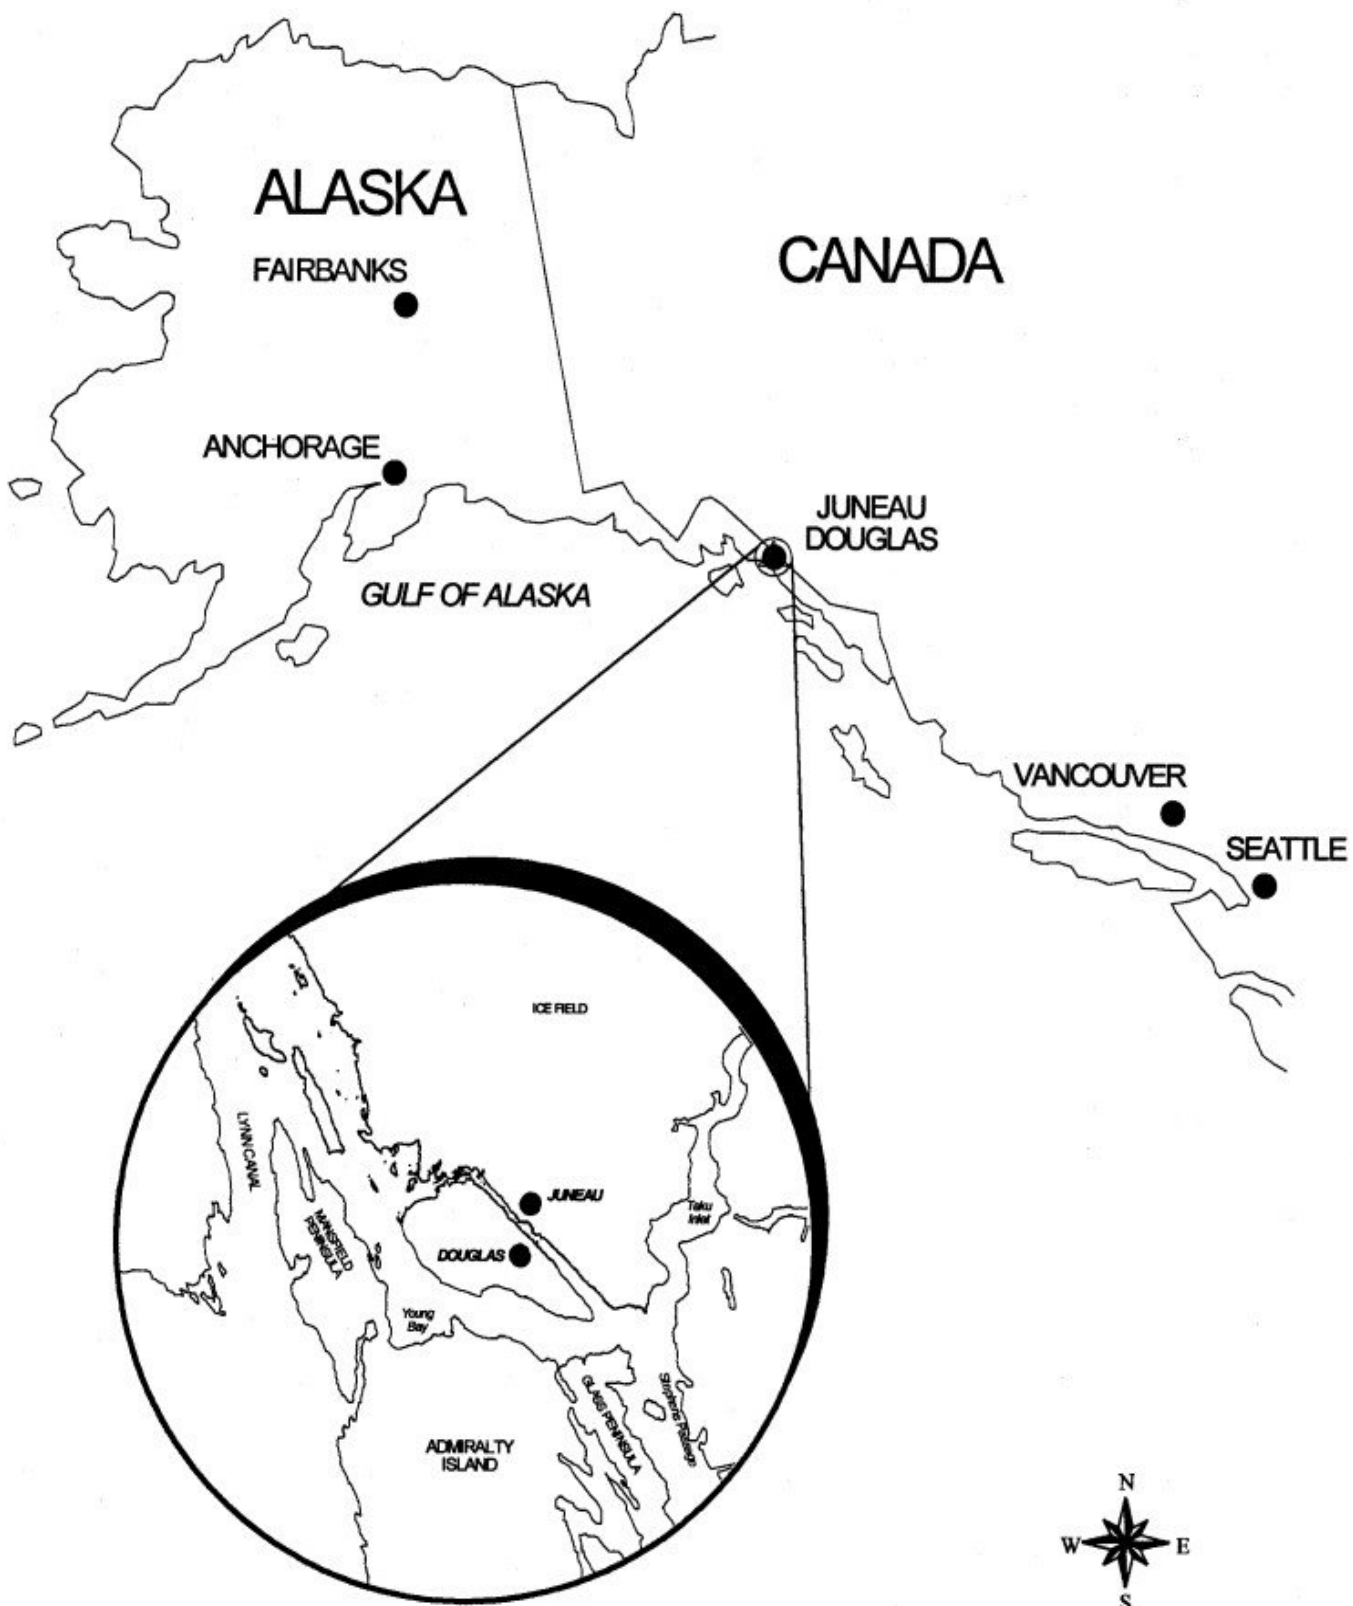 ALASKA
CANADA
FAIRBANKS
ANCHORAGE
JUNEAU
DOUGLAS
GULF OF ALASKA
VANCOUVER
SEATTLE
ICE FIELD
LYNN CANAL
MANSFIELD
PENINSULA
JUNEAU
DOUGLAS
Taku
Inlet
Young
Bay
GLASS PENINSULA
Stephens Passage
ADMIRALTY
ISLAND
N
W
E
S